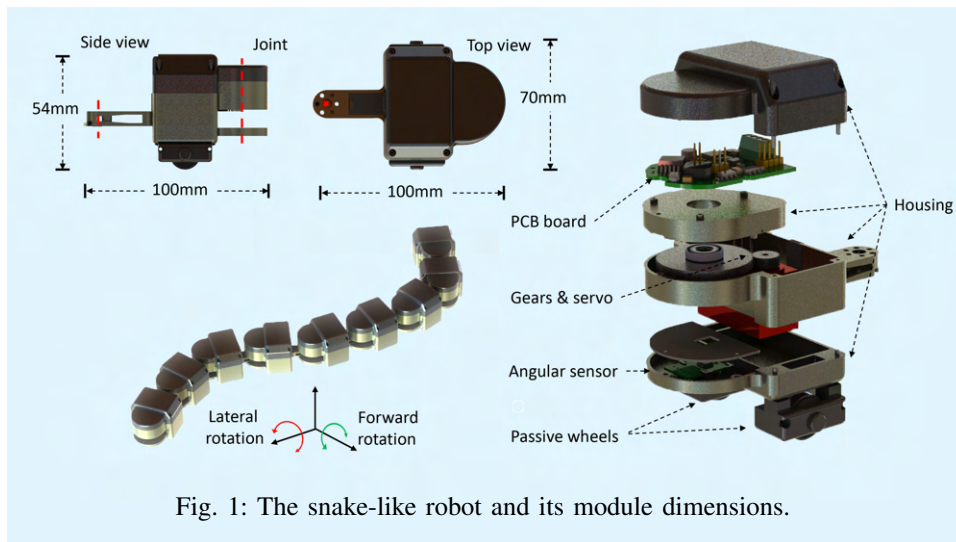 Side view
Joint
Top view
54mm
70mm
100mm
100mm
PCB board
Housing
Gears & servo
Angular sensor
Passive wheels
Lateral
rotation
Forward
rotation
Fig. 1: The snake-like robot and its module dimensions.